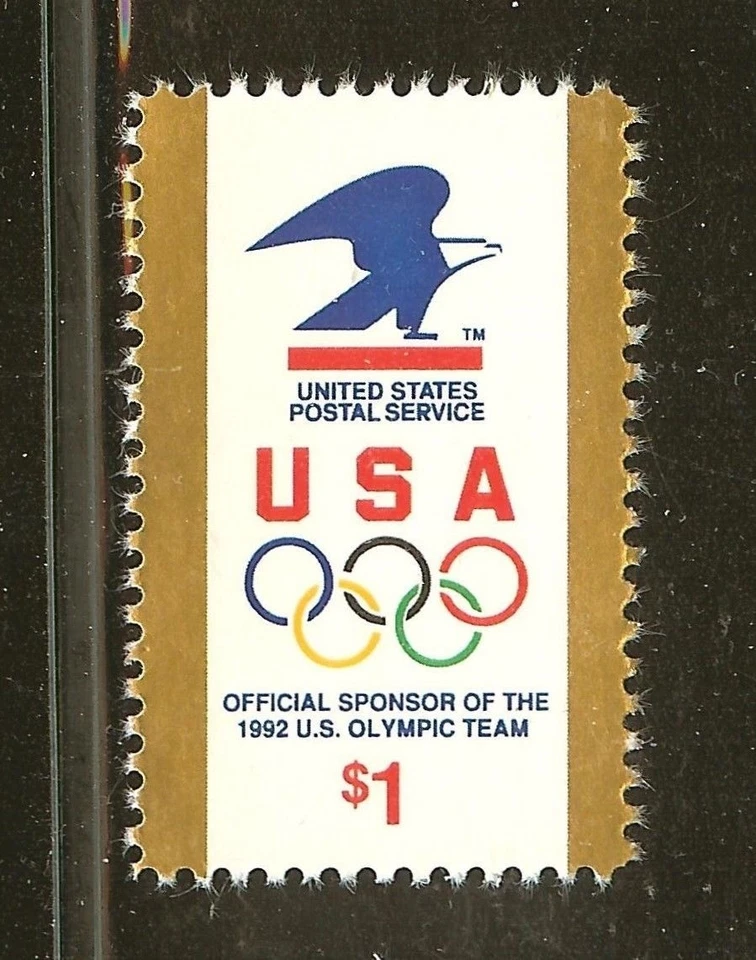 TM
UNITED STATES
POSTAL SERVICE
USA
OFFICIAL SPONSOR OF THE
1992 U.S. OLYMPIC TEAM
$1